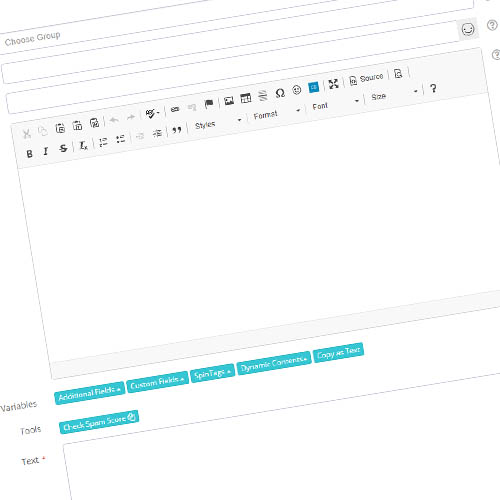 Choose Group
Source
B I S Tx Styles Format Font Size ?
Variables Additional Fields Custom Fields SpinTags Dynamic Contents Copy as Text
Tools Check Spam Score
Text *